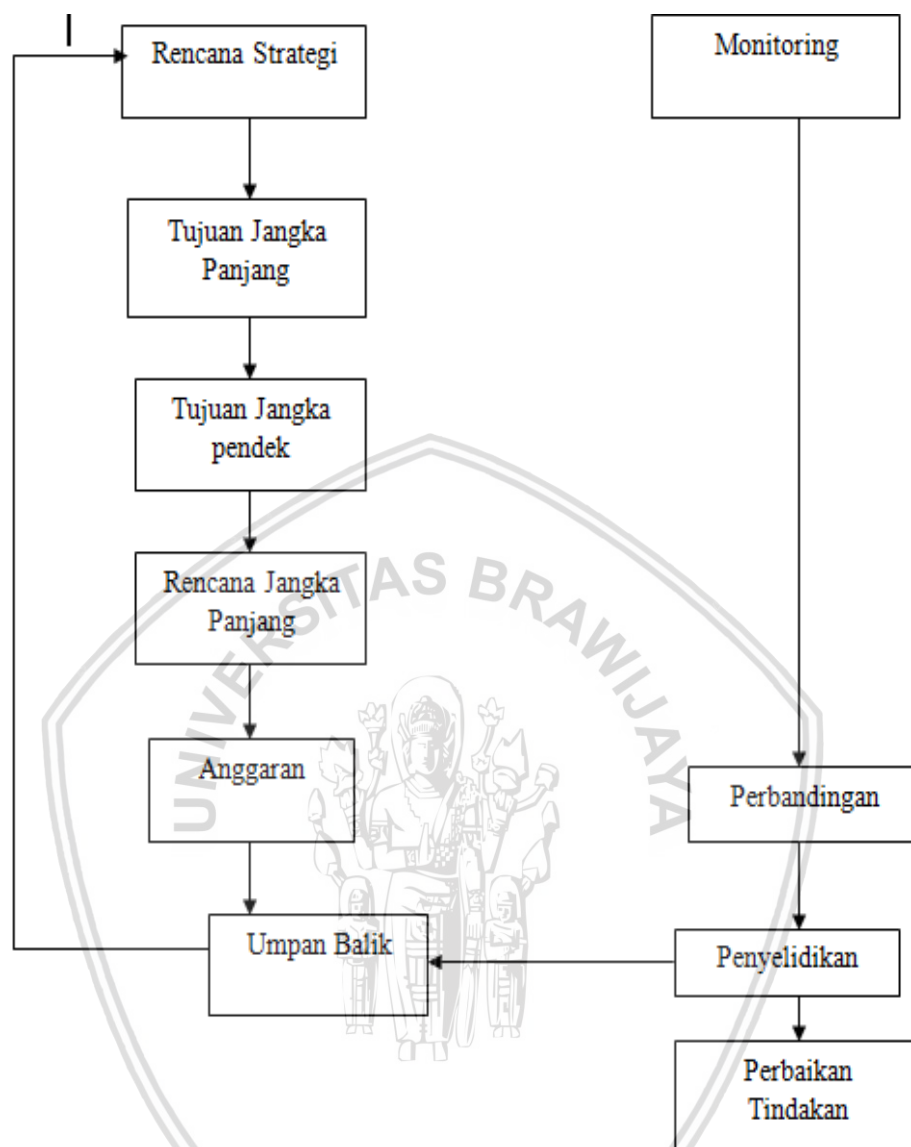 Rencana Strategi
Monitoring
Tujuan Jangka
Panjang
Tujuan Jangka
pendek
Rencana Jangka
Panjang
Anggaran
Perbandingan
Umpan Balik
Penyelidikan
Perbaikan
Tindakan
UNIVERSITAS BRAWIJAYA